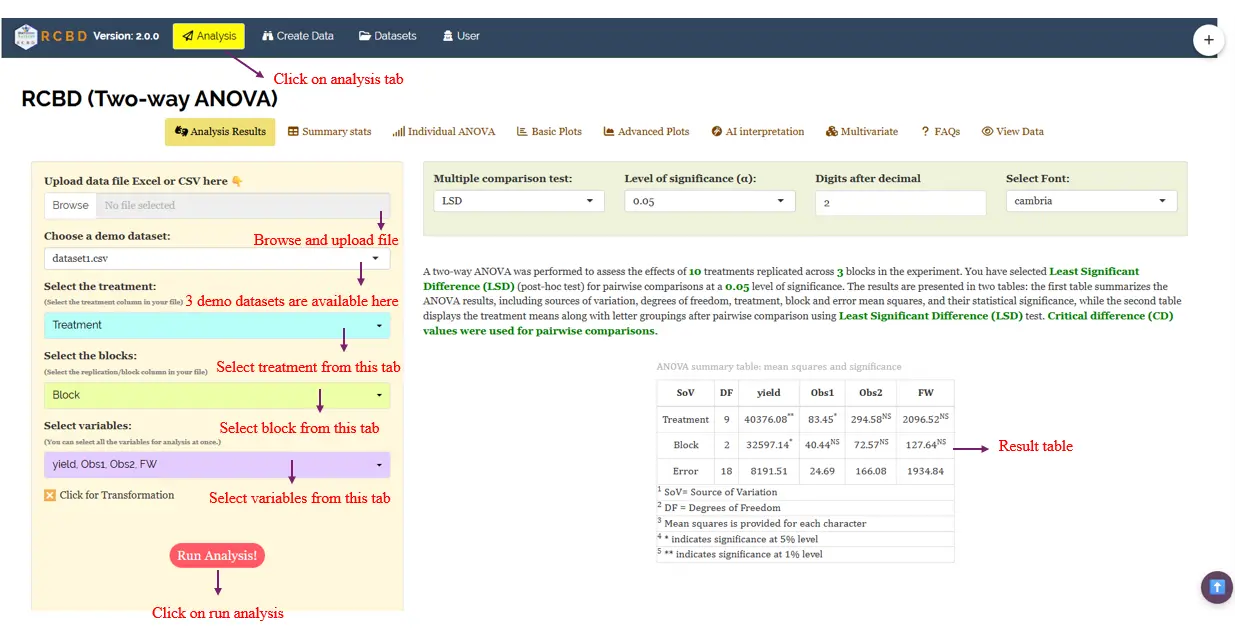 RCBD Version: 2.0.0 Analysis Create Data Datasets User
+
Click on analysis tab
RCBD (Two-way ANOVA)
Analysis Results Summary stats Individual ANOVA Basic Plots Advanced Plots AI interpretation Multivariate ? FAQs View Data
Upload data file Excel or CSV here
Browse No file selected
Browse and upload file
Choose a demo dataset:
dataset1.csv
3 demo datasets are available here
Select the treatment:
(Select the treatment column in your file)
Treatment
Select treatment from this tab
Select the blocks:
(Select the replication/block column in your file)
Block
Select block from this tab
Select variables:
(You can select all the variables for analysis at once.)
yield, Obs1, Obs2, FW
Select variables from this tab
Click for Transformation
Run Analysis!
Click on run analysis
Multiple comparison test: Level of significance (α): Digits after decimal Select Font:
LSD 0.05 2 cambria
A two-way ANOVA was performed to assess the effects of 10 treatments replicated across 3 blocks in the experiment. You have selected Least Significant
Difference (LSD) (post-hoc test) for pairwise comparisons at a 0.05 level of significance. The results are presented in two tables: the first table summarizes the
ANOVA results, including sources of variation, degrees of freedom, treatment, block and error mean squares, and their statistical significance, while the second table
displays the treatment means along with letter groupings after pairwise comparison using Least Significant Difference (LSD) test. Critical difference (CD)
values were used for pairwise comparisons.
ANOVA summary table: mean squares and significance
SoV DF yield Obs1 Obs2 FW
Treatment 9 40376.08** 83.45* 294.58NS 2096.52NS
Block 2 32597.14* 40.44NS 72.57NS 127.64NS
Error 18 8191.51 24.69 166.08 1934.84
1 SoV= Source of Variation
2 DF = Degrees of Freedom
3 Mean squares is provided for each character
4 * indicates significance at 5% level
5 ** indicates significance at 1% level
Result table